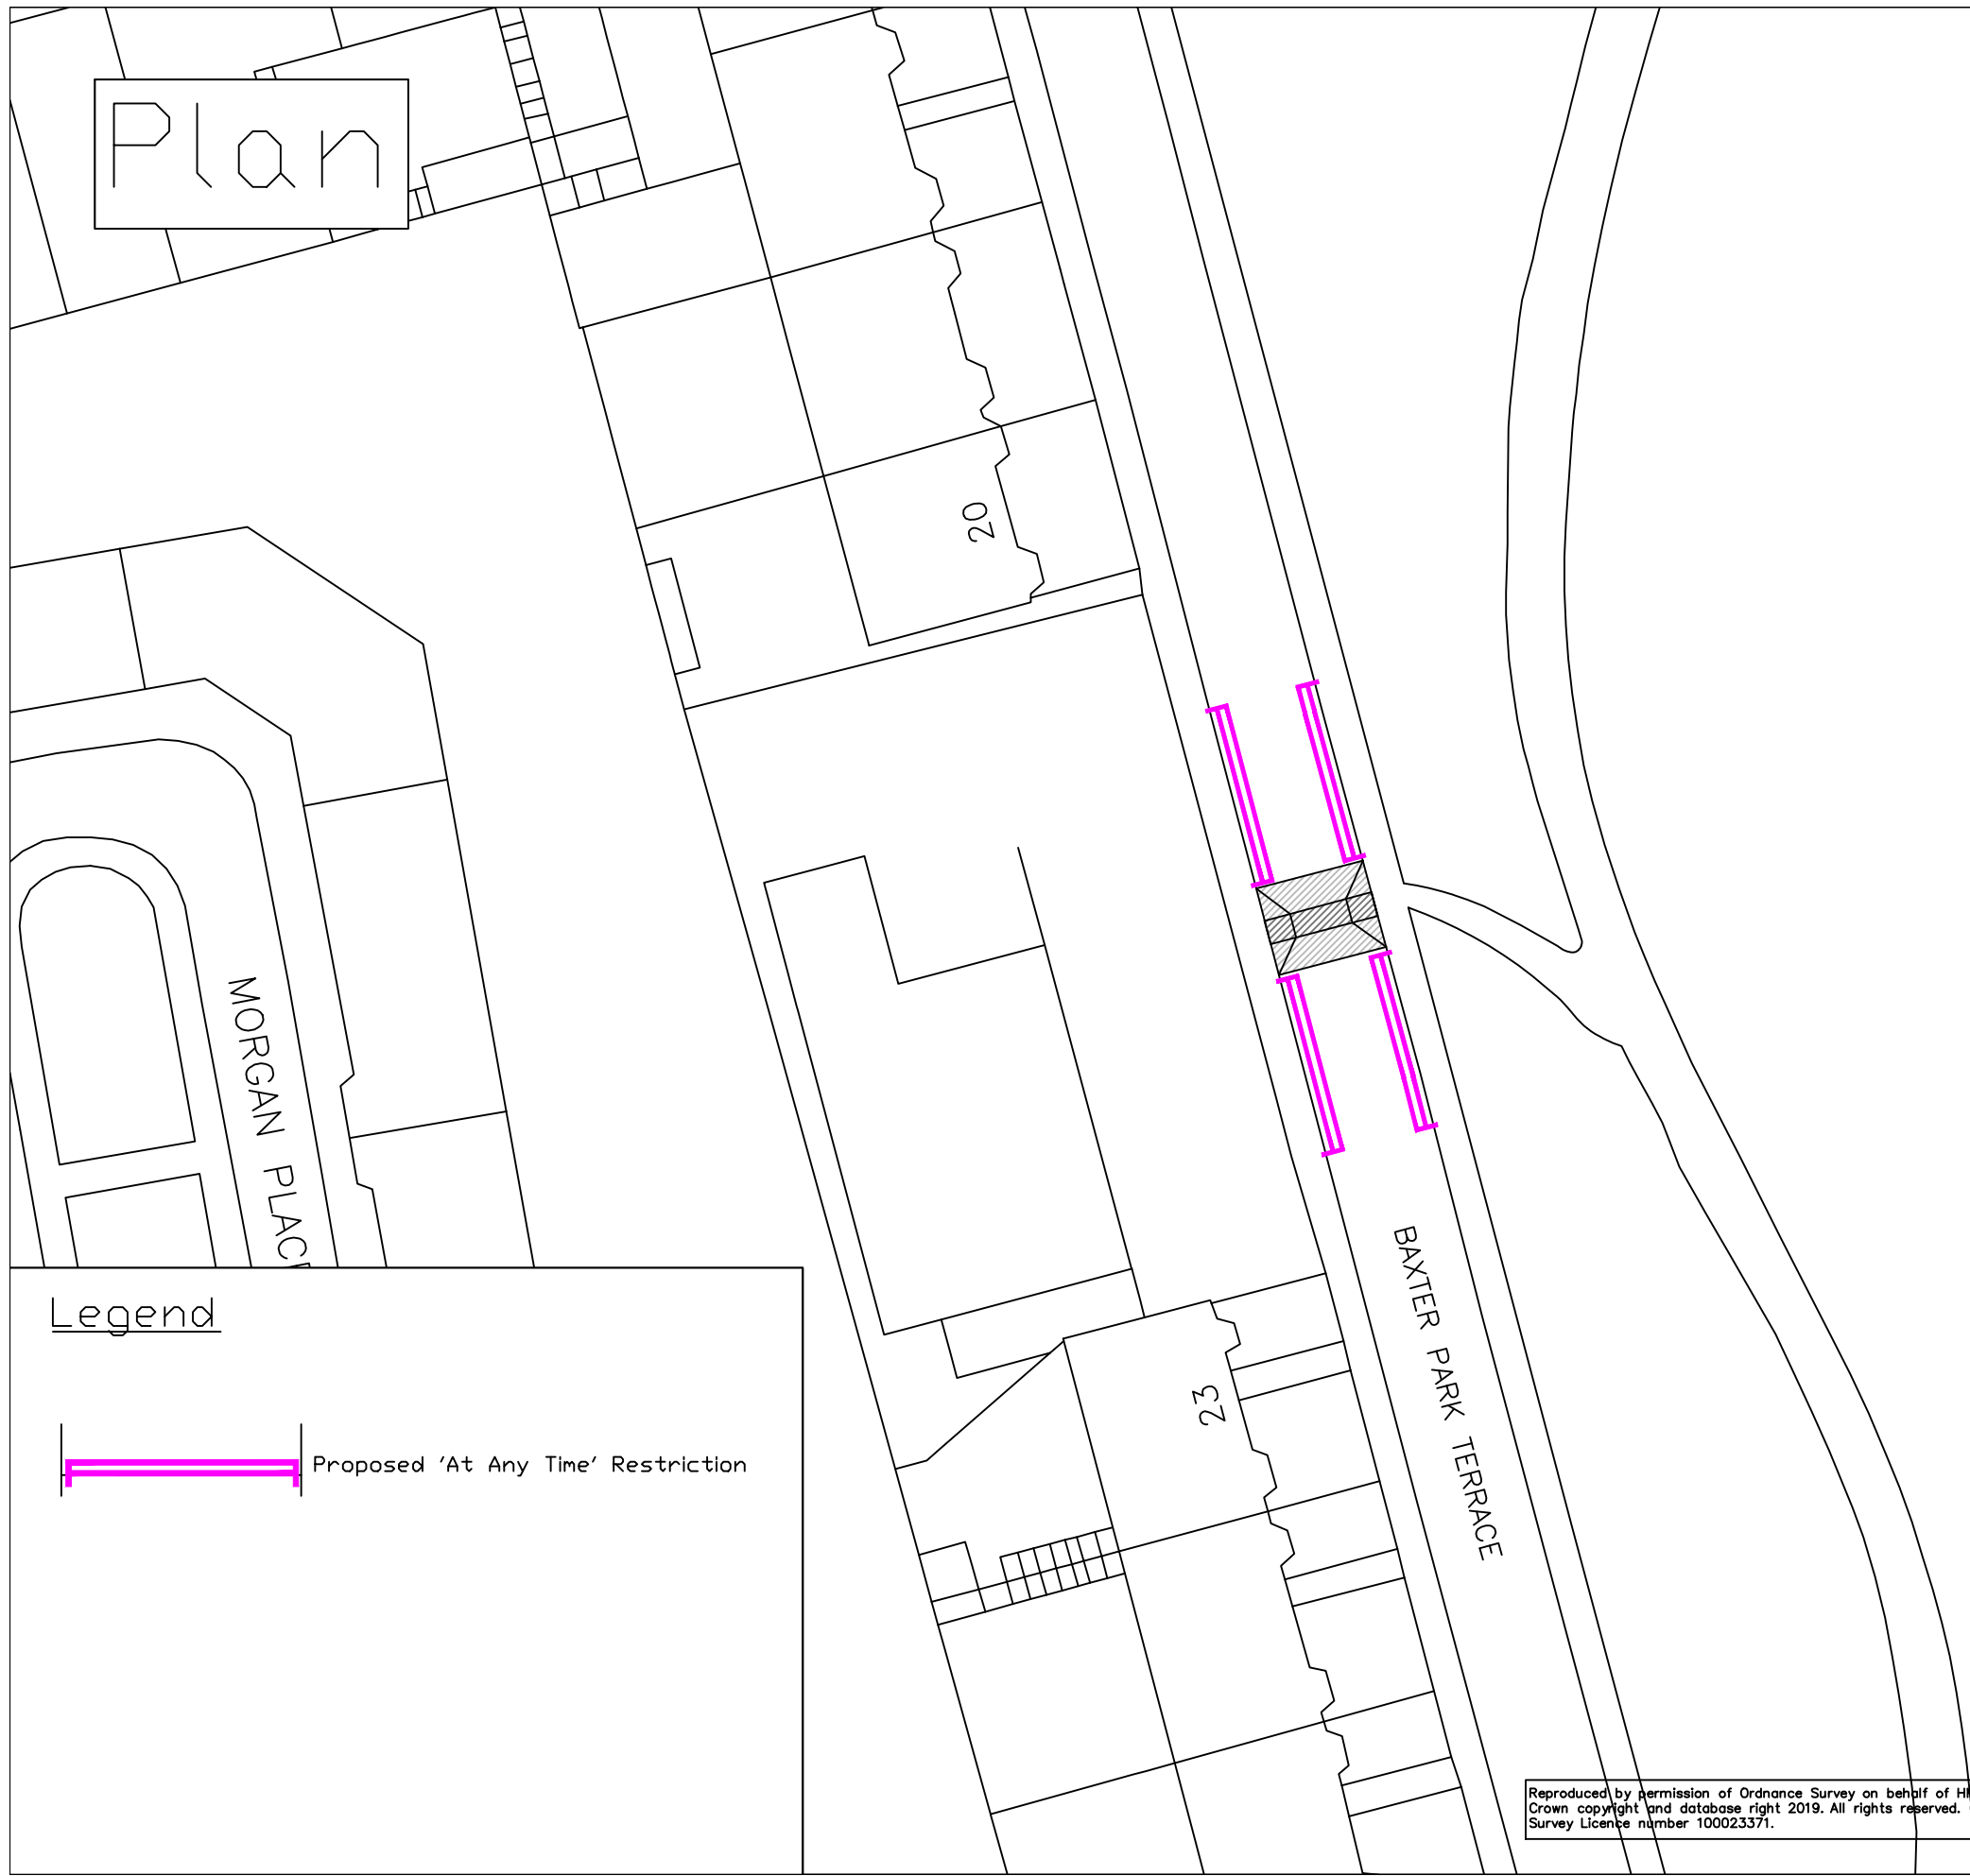 Plan
20
MORGAN PLAC
BAXTER PARK TERRACE
23
Legend
Proposed 'At Any Time' Restriction
Reproduced by permission of Ordnance Survey on behalf of
Crown copyright and database right 2019. All rights reserved.
Survey Licence number 100023371.